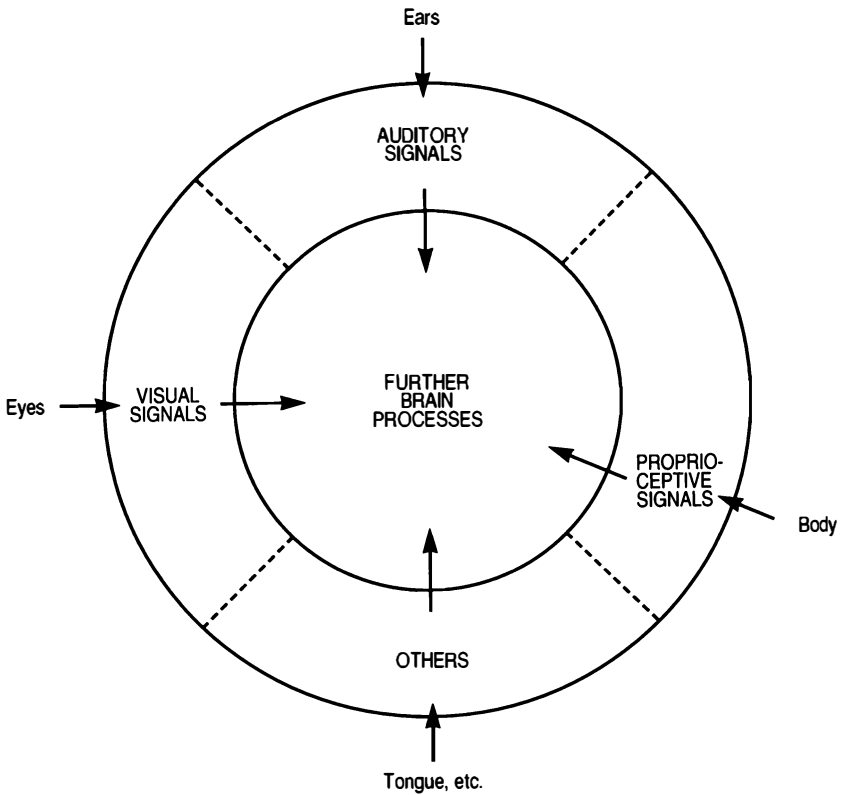 Ears
AUDITORY
SIGNALS
Eyes
VISUAL
SIGNALS
FURTHER
BRAIN
PROCESSES
PROPRIO-
CEPTIVE
SIGNALS
Body
OTHERS
Tongue, etc.